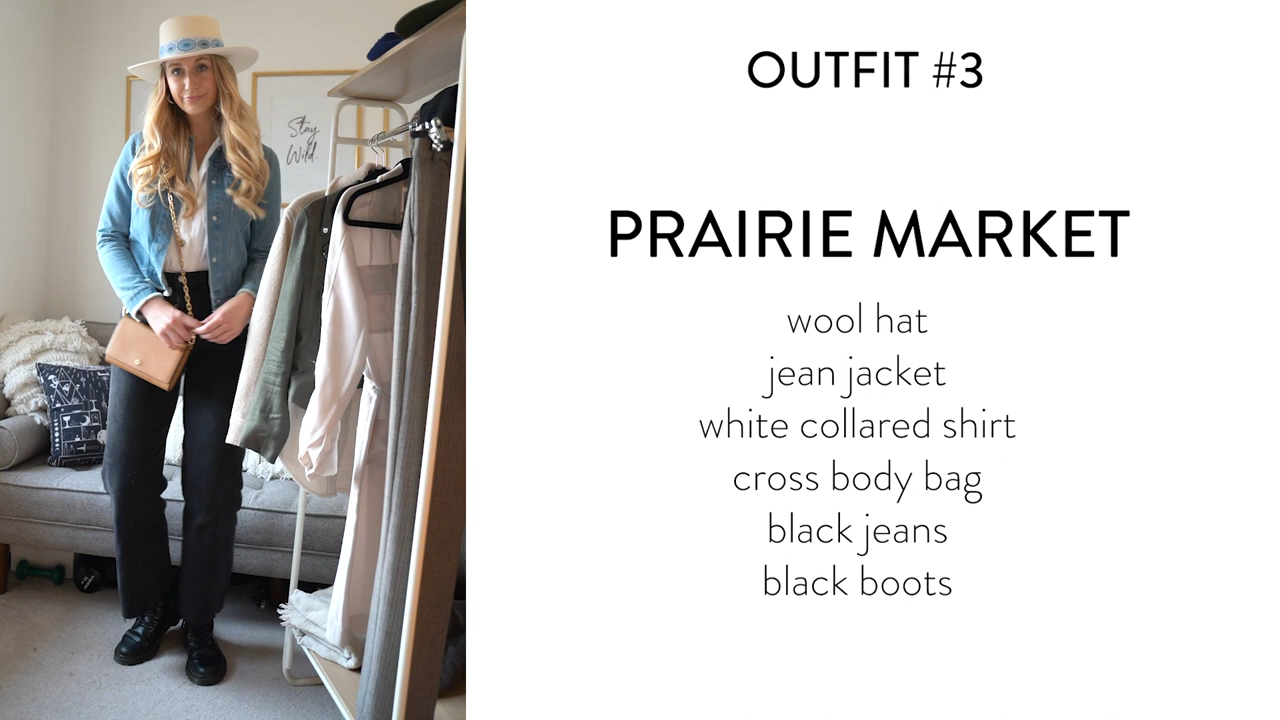 OUTFIT #3
PRAIRIE MARKET
wool hat
jean jacket
white collared shirt
cross body bag
black jeans
black boots
Stay
Wild.